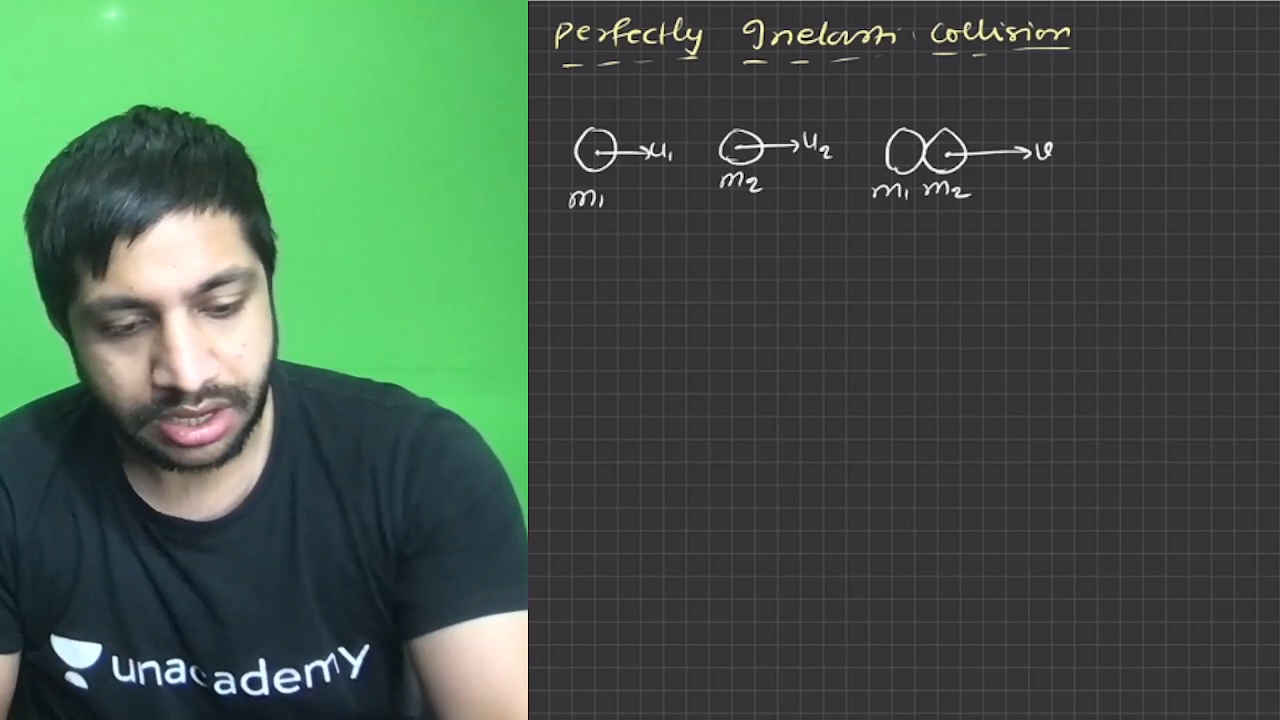 Perfectly Inelastic Collision
u₁ u₂ v
m₁ m₂ m₁ m₂
unacademy